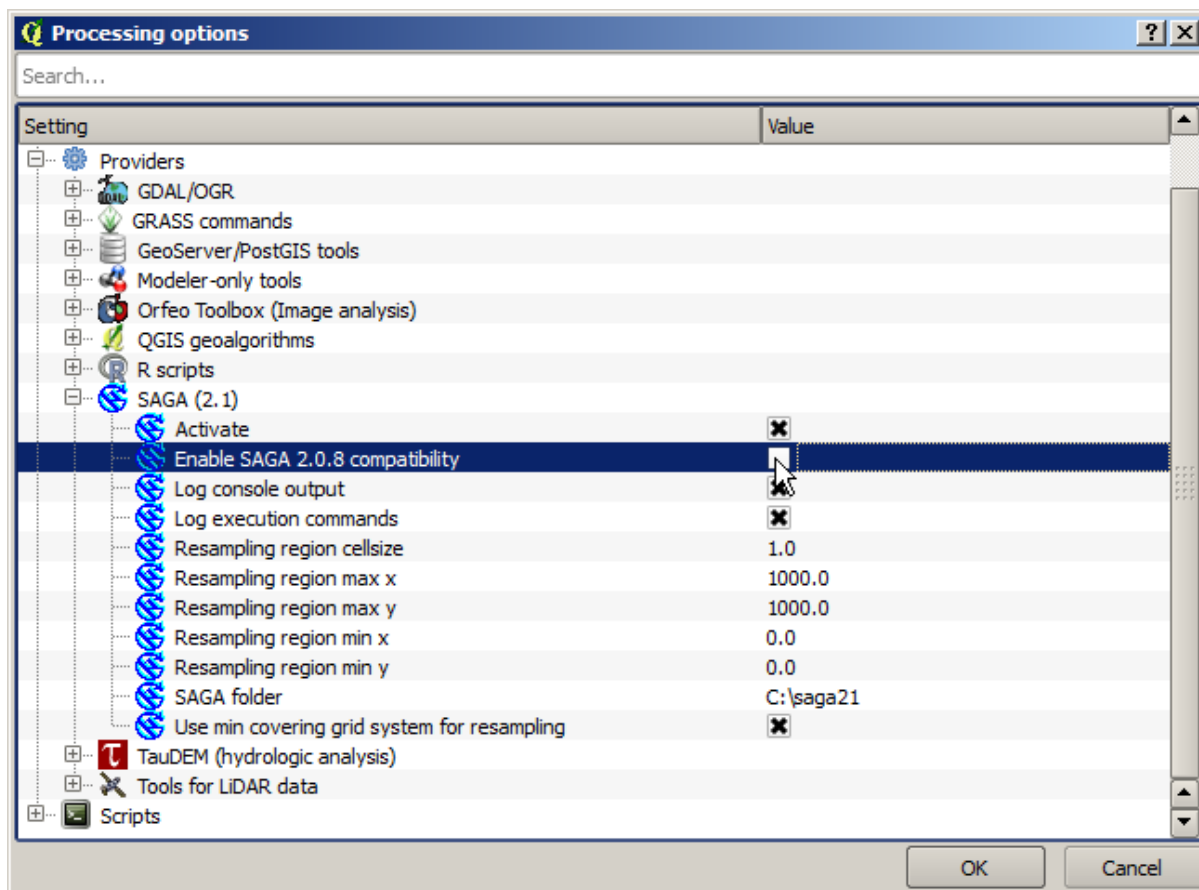 Processing options
Search...
Setting Value
Providers
GDAL/OGR
GRASS commands
GeoServer/PostGIS tools
Modeler-only tools
Orfeo Toolbox (Image analysis)
QGIS geoalgorithms
R scripts
SAGA (2.1)
Activate
Enable SAGA 2.0.8 compatibility
Log console output
Log execution commands
Resampling region cellsize 1.0
Resampling region max x 1000.0
Resampling region max y 1000.0
Resampling region min x 0.0
Resampling region min y 0.0
SAGA folder C:\saga21
Use min covering grid system for resampling
TauDEM (hydrologic analysis)
Tools for LiDAR data
Scripts
OK Cancel